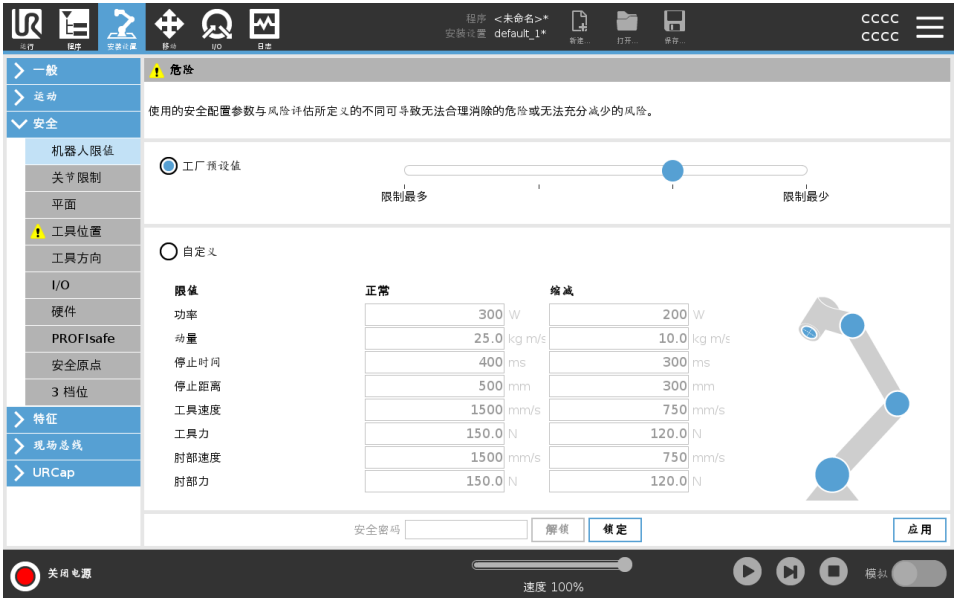 UR
程序 <未命名>*
安装设置 default_1*
运行 程序 安装设置 移动 I/O 日志 新建... 打开... 保存...
CCCC
CCCC
一般
运动
安全
机器人限值
关节限制
平面
工具位置
工具方向
I/O
硬件
PROFIsafe
安全原点
3 档位
特征
现场总线
URCap
危险
使用的安全配置参数与风险评估所定义的不同可导致无法合理消除的危险或无法充分减少的风险。
工厂预设值
限制最多 限制最少
自定义
限值 正常 缩减
功率 300 W 200 W
动量 25.0 kg m/s 10.0 kg m/s
停止时间 400 ms 300 ms
停止距离 500 mm 300 mm
工具速度 1500 mm/s 750 mm/s
工具力 150.0 N 120.0 N
肘部速度 1500 mm/s 750 mm/s
肘部力 150.0 N 120.0 N
安全密码 解锁 锁定 应用
关闭电源
速度 100%
模拟